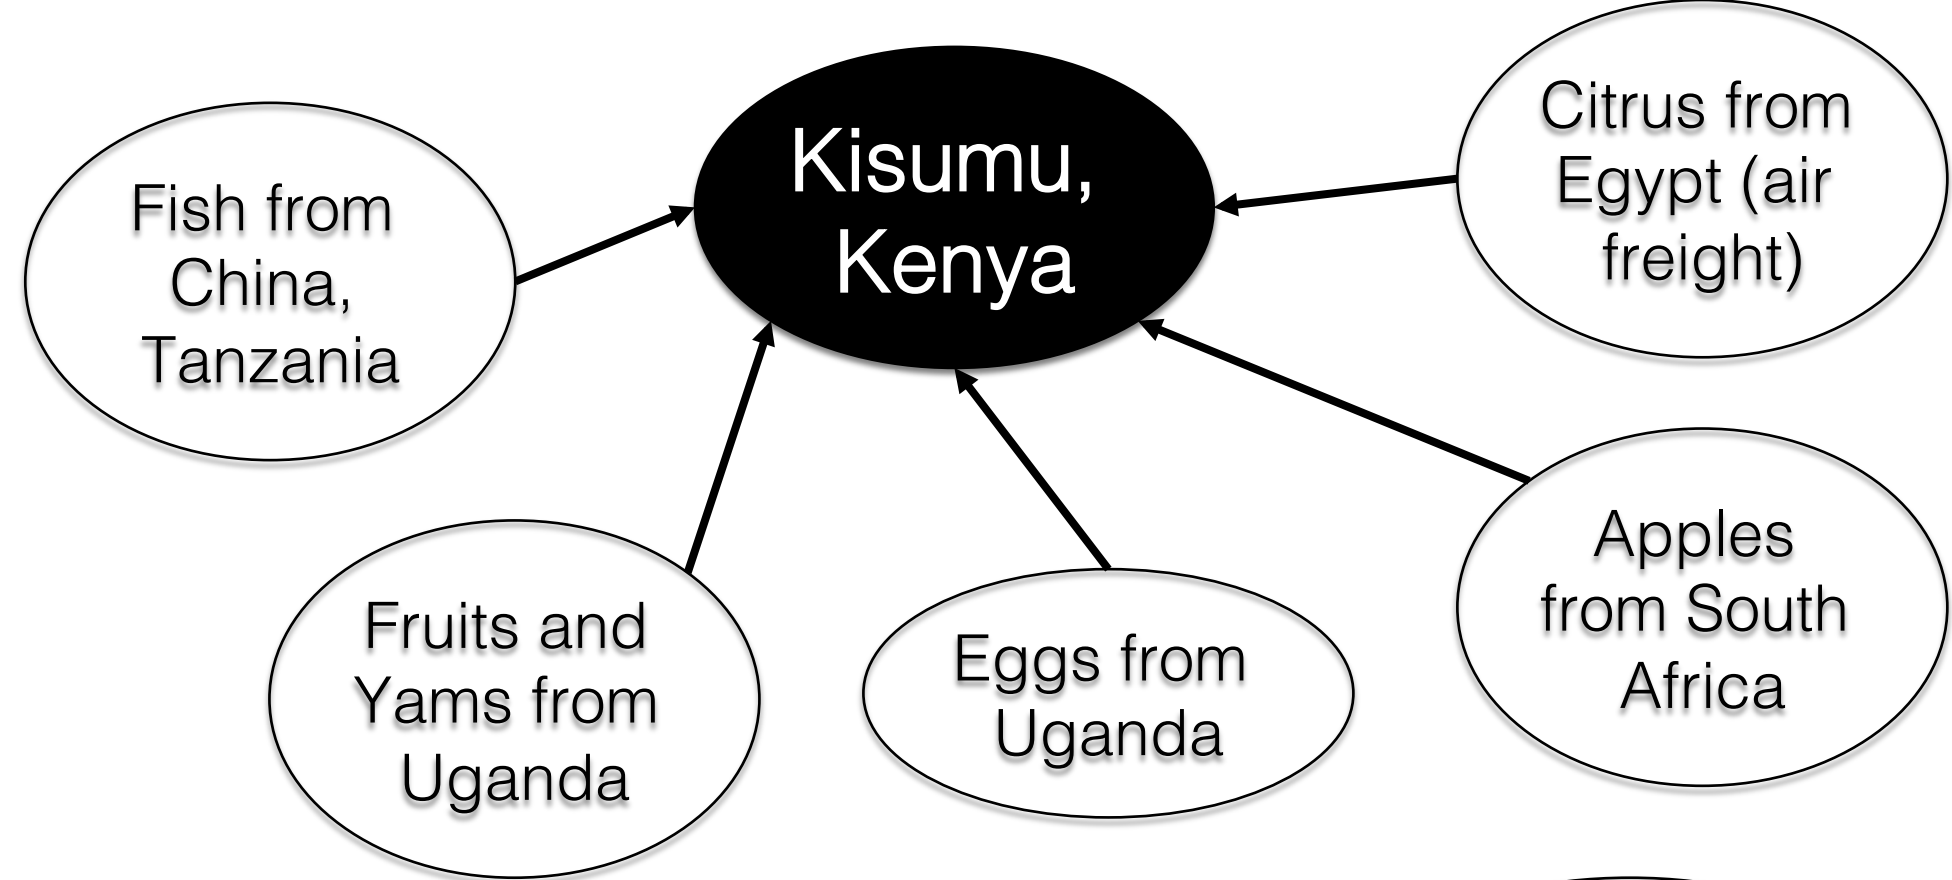 Kisumu,
Kenya
Citrus from
Egypt (air
freight)
Fish from
China,
Tanzania
Apples
from South
Africa
Fruits and
Yams from
Uganda
Eggs from
Uganda